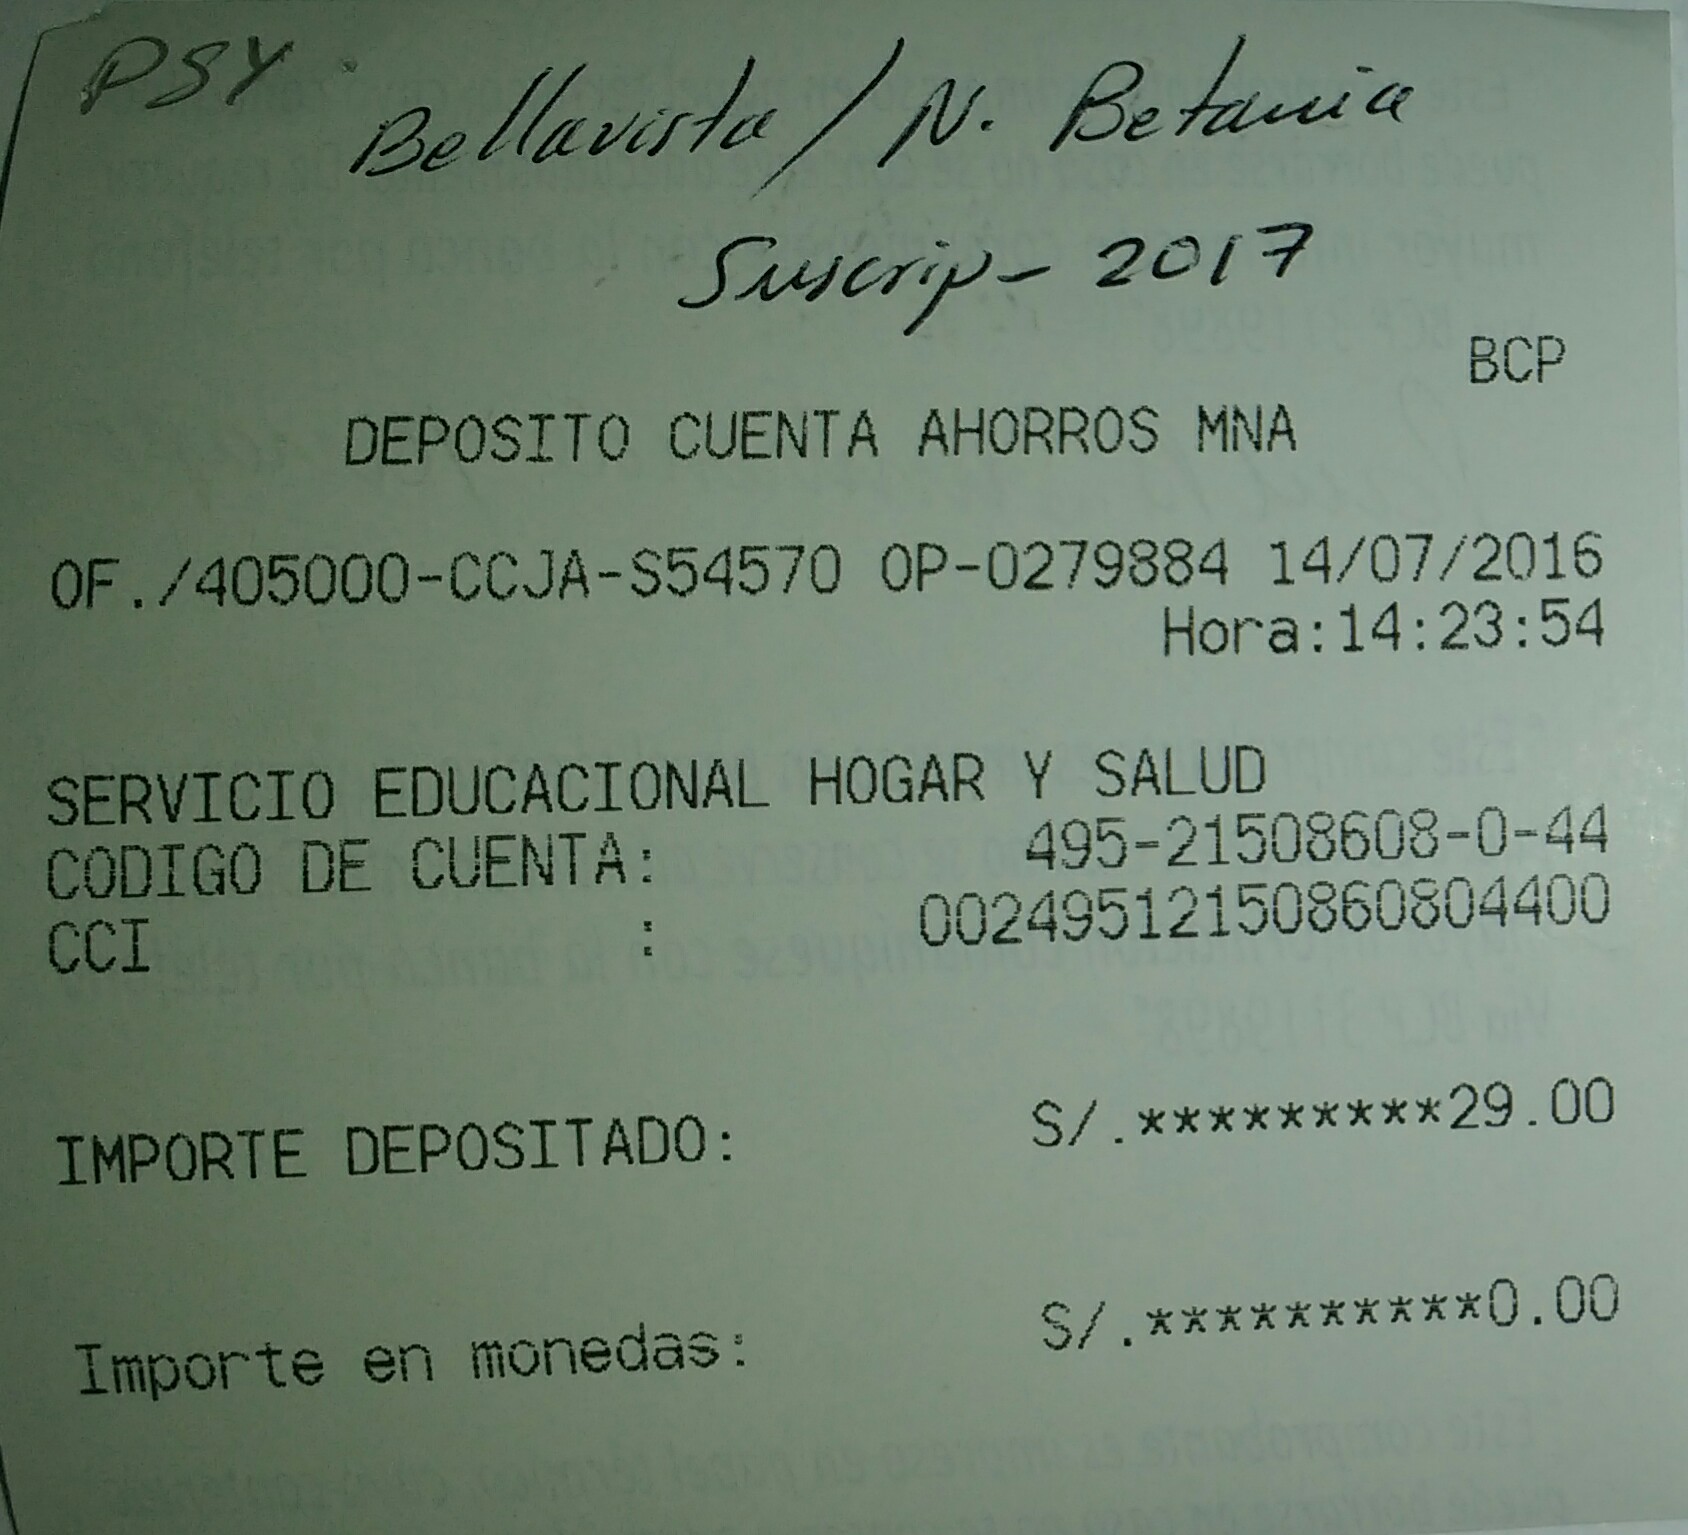 PSY.
Bellavista / N. Betania
Suscrip- 2017
BCP
DEPOSITO CUENTA AHORROS MNA
OF./405000-CCJA-S54570 OP-0279884 14/07/2016
Hora:14:23:54
SERVICIO EDUCACIONAL HOGAR Y SALUD
CODIGO DE CUENTA: 495-21508608-0-44
CCI : 00249512150860804400
IMPORTE DEPOSITADO: S/.*********29.00
Importe en monedas: S/.**********0.00